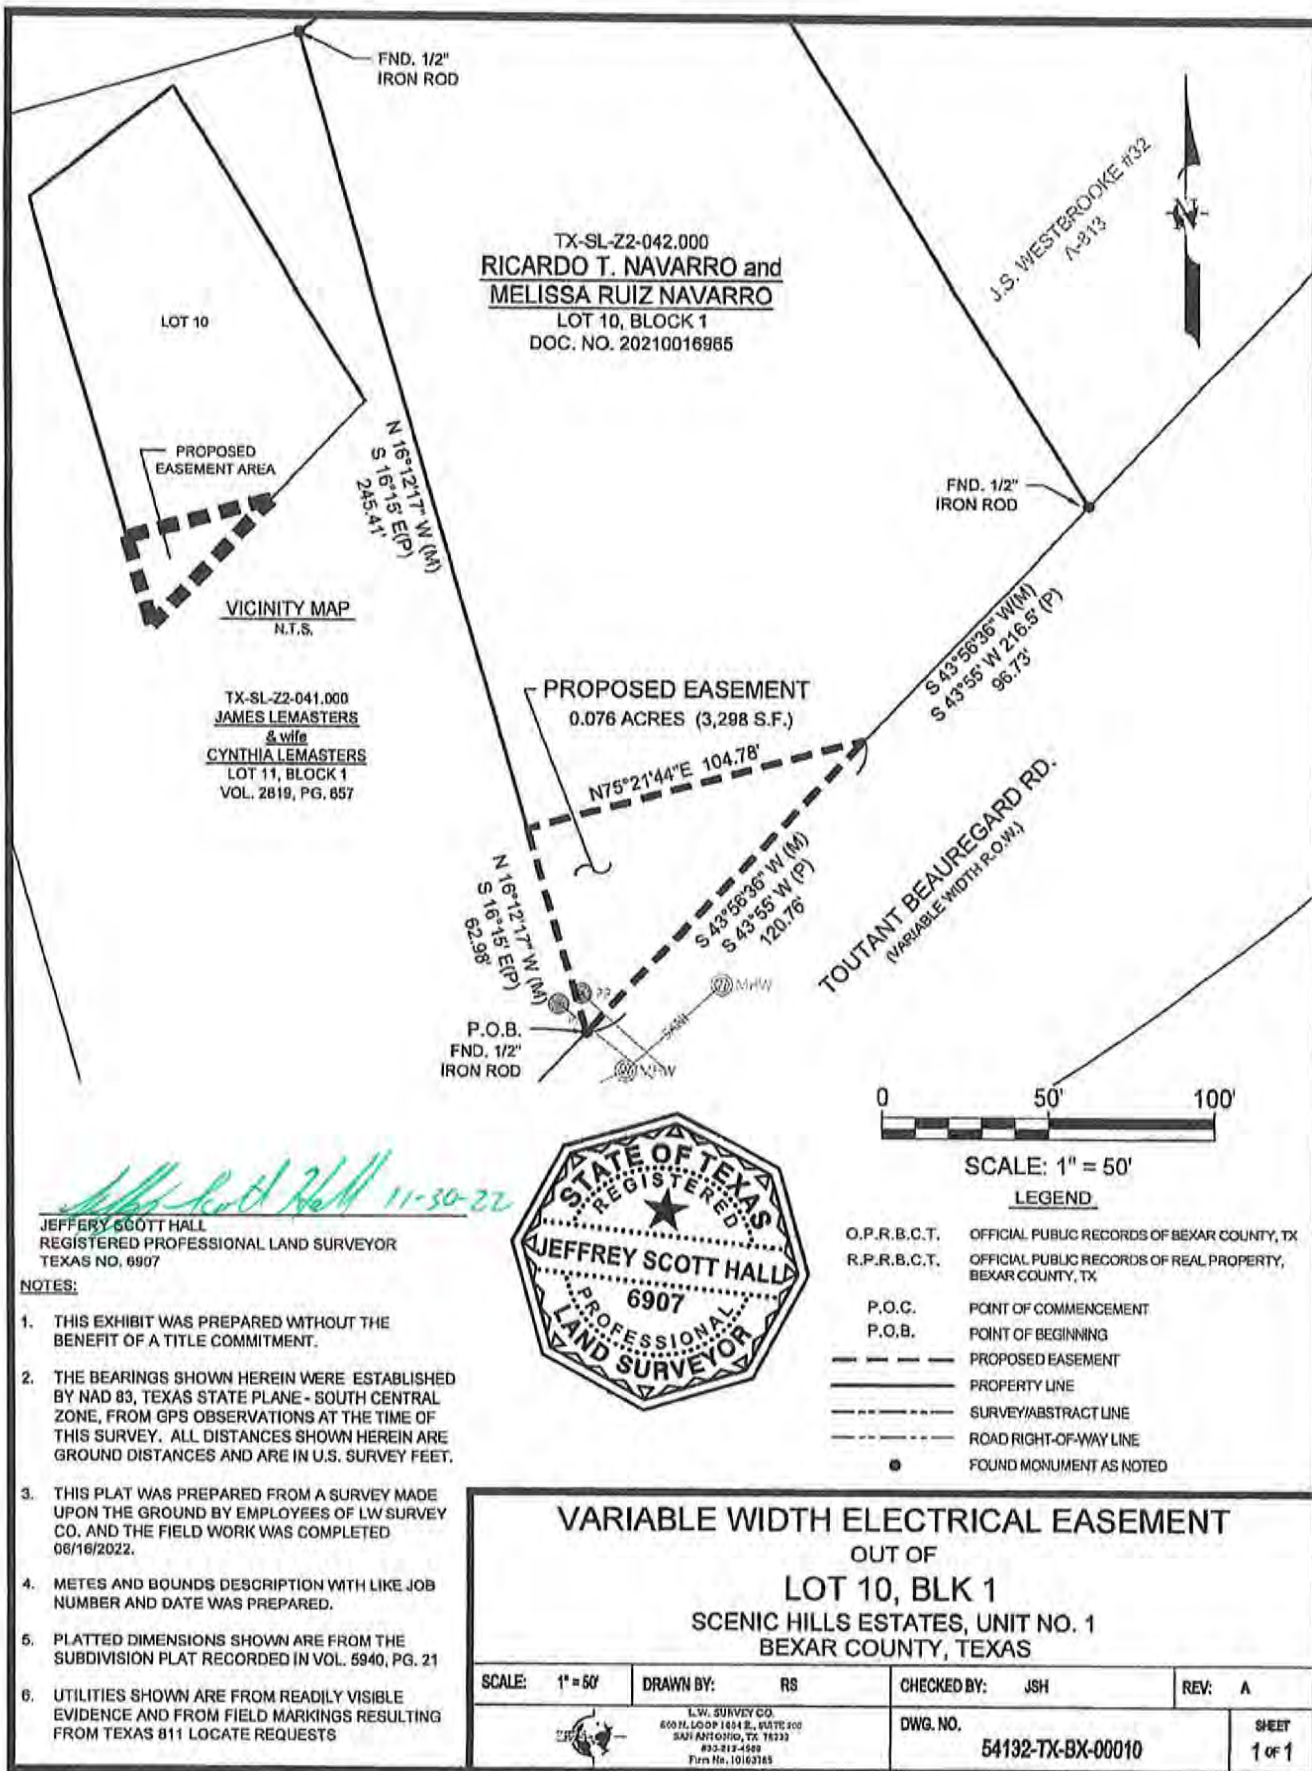 FND. 1/2"
IRON ROD
J.S. WESTBROOKE #32
A-813
N
TX-SL-Z2-042.000
RICARDO T. NAVARRO and
MELISSA RUIZ NAVARRO
LOT 10, BLOCK 1
DOC. NO. 20210016985
LOT 10
PROPOSED
EASEMENT AREA
VICINITY MAP
N.T.S.
N 16°12'17" W (M)
S 16°15' E(P)
245.41'
FND. 1/2"
IRON ROD
S 43°56'36" W(M)
S 43°55' W 216.5' (P)
96.73'
TX-SL-Z2-041.000
JAMES LEMASTERS
& wife
CYNTHIA LEMASTERS
LOT 11, BLOCK 1
VOL. 2819, PG. 657
PROPOSED EASEMENT
0.076 ACRES (3,298 S.F.)
N75°21'44"E 104.78'
N 16°12'17" W (M)
S 16°15' E(P)
62.98'
S 43°56'36" W (M)
S 43°55' W (P)
120.76'
TOUTANT BEAUREGARD RD.
(VARIABLE WIDTH R.O.W.)
PP
MHW
SANI
MHW
P.O.B.
FND. 1/2"
IRON ROD
0 50' 100'
SCALE: 1" = 50'
LEGEND
O.P.R.B.C.T. OFFICIAL PUBLIC RECORDS OF BEXAR COUNTY, TX
R.P.R.B.C.T. OFFICIAL PUBLIC RECORDS OF REAL PROPERTY,
BEXAR COUNTY, TX
P.O.C. POINT OF COMMENCEMENT
P.O.B. POINT OF BEGINNING
PROPOSED EASEMENT
PROPERTY LINE
SURVEY/ABSTRACT LINE
ROAD RIGHT-OF-WAY LINE
FOUND MONUMENT AS NOTED
STATE OF TEXAS
REGISTERED
JEFFREY SCOTT HALL
6907
PROFESSIONAL
LAND SURVEYOR
Jeffrey Scott Hall 11-30-22
JEFFERY SCOTT HALL
REGISTERED PROFESSIONAL LAND SURVEYOR
TEXAS NO. 6907
NOTES:
1. THIS EXHIBIT WAS PREPARED WITHOUT THE
BENEFIT OF A TITLE COMMITMENT.
2. THE BEARINGS SHOWN HEREIN WERE ESTABLISHED
BY NAD 83, TEXAS STATE PLANE - SOUTH CENTRAL
ZONE, FROM GPS OBSERVATIONS AT THE TIME OF
THIS SURVEY. ALL DISTANCES SHOWN HEREIN ARE
GROUND DISTANCES AND ARE IN U.S. SURVEY FEET.
3. THIS PLAT WAS PREPARED FROM A SURVEY MADE
UPON THE GROUND BY EMPLOYEES OF LW SURVEY
CO. AND THE FIELD WORK WAS COMPLETED
06/16/2022.
4. METES AND BOUNDS DESCRIPTION WITH LIKE JOB
NUMBER AND DATE WAS PREPARED.
5. PLATTED DIMENSIONS SHOWN ARE FROM THE
SUBDIVISION PLAT RECORDED IN VOL. 5940, PG. 21
6. UTILITIES SHOWN ARE FROM READILY VISIBLE
EVIDENCE AND FROM FIELD MARKINGS RESULTING
FROM TEXAS 811 LOCATE REQUESTS
VARIABLE WIDTH ELECTRICAL EASEMENT
OUT OF
LOT 10, BLK 1
SCENIC HILLS ESTATES, UNIT NO. 1
BEXAR COUNTY, TEXAS
SCALE: 1" = 50' DRAWN BY: RS CHECKED BY: JSH REV: A
L.W. SURVEY CO.
SAN ANTONIO, TX
DWG. NO.
54132-TX-BX-00010
SHEET
1 OF 1